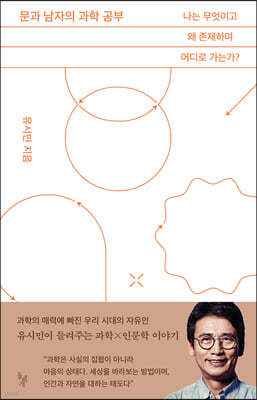 문과 남자의 과학 공부
나는 무엇이고
왜 존재하며
어디로 가는가?
유시민 지음
과학의 매력에 빠진 우리 시대의 자유인
유시민이 들려주는 과학×인문학 이야기
“과학은 사실의 집합이 아니라
마음의 상태다. 세상을 바라보는 방법이며,
인간과 자연을 대하는 태도다”
돌베개